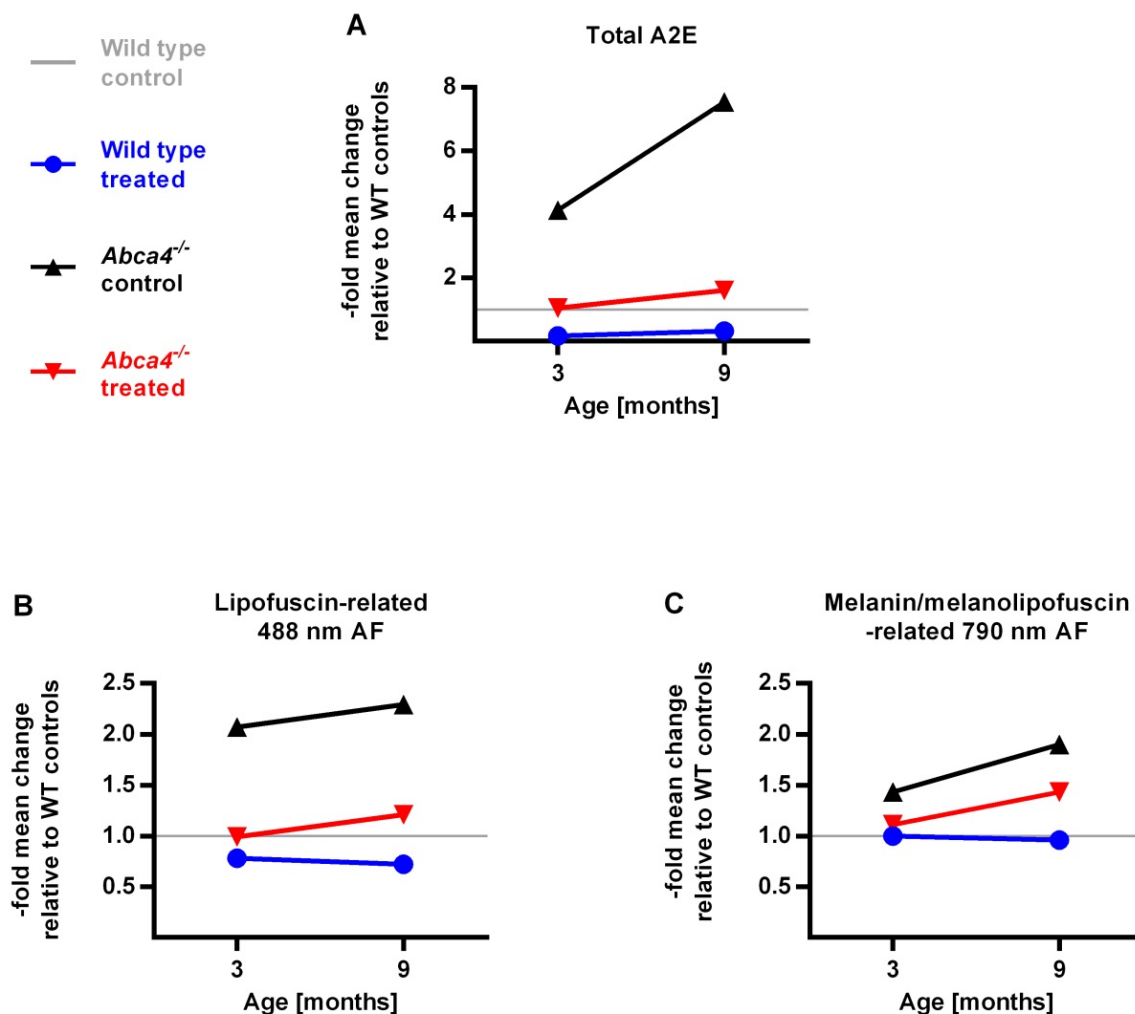 Wild type
control
Wild type
treated
Abca4-/-
control
Abca4-/-
treated
A
Total A2E
-fold mean change
relative to WT controls
8
6
4
2
3
9
Age [months]
B
Lipofuscin-related
488 nm AF
-fold mean change
relative to WT controls
2.5
2.0
1.5
1.0
0.5
3
9
Age [months]
C
Melanin/melanolipofuscin
-related 790 nm AF
-fold mean change
relative to WT controls
2.5
2.0
1.5
1.0
0.5
3
9
Age [months]